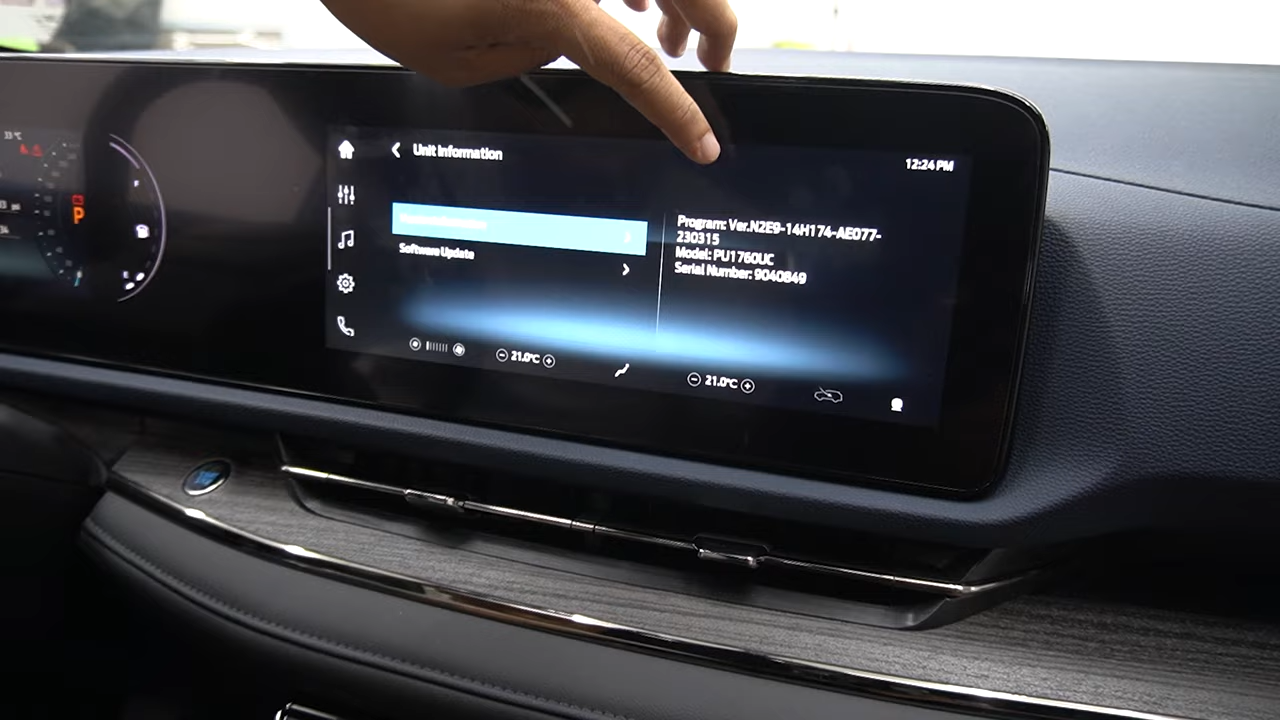 33 °C
P
F
Unit Information
12:24 PM
Software Update
Program: Ver.N2E9-14H174-AE077-
230315
Model: PU1760UC
Serial Number: 9040849
21.0°C
21.0°C